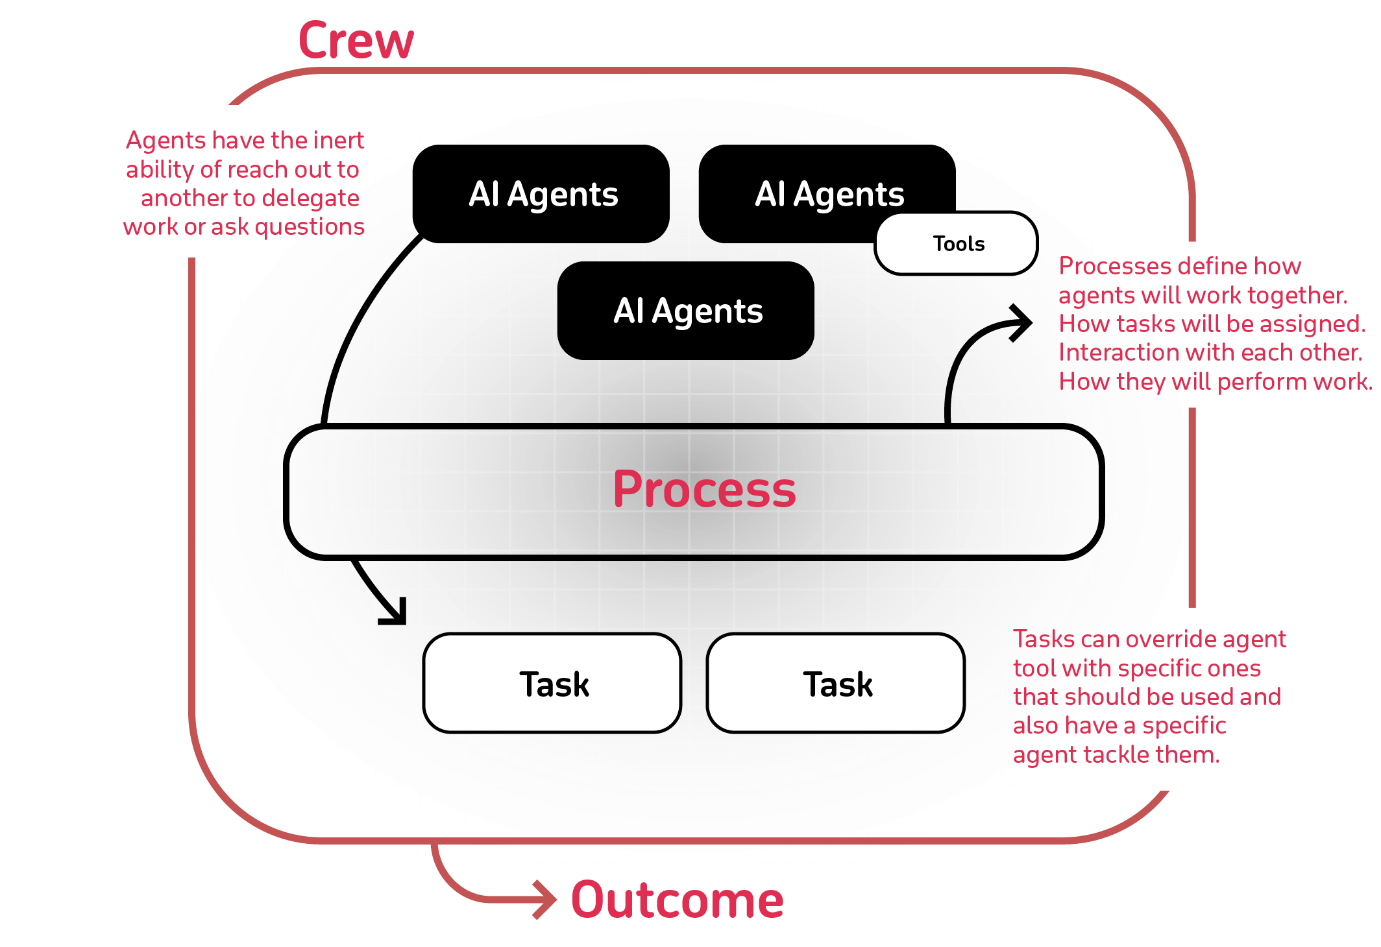 Crew
Agents have the inert
ability of reach out to
another to delegate
work or ask questions
AI Agents
AI Agents
Tools
AI Agents
Processes define how
agents will work together.
How tasks will be assigned.
Interaction with each other.
How they will perform work.
Process
Task
Task
Tasks can override agent
tool with specific ones
that should be used and
also have a specific
agent tackle them.
Outcome